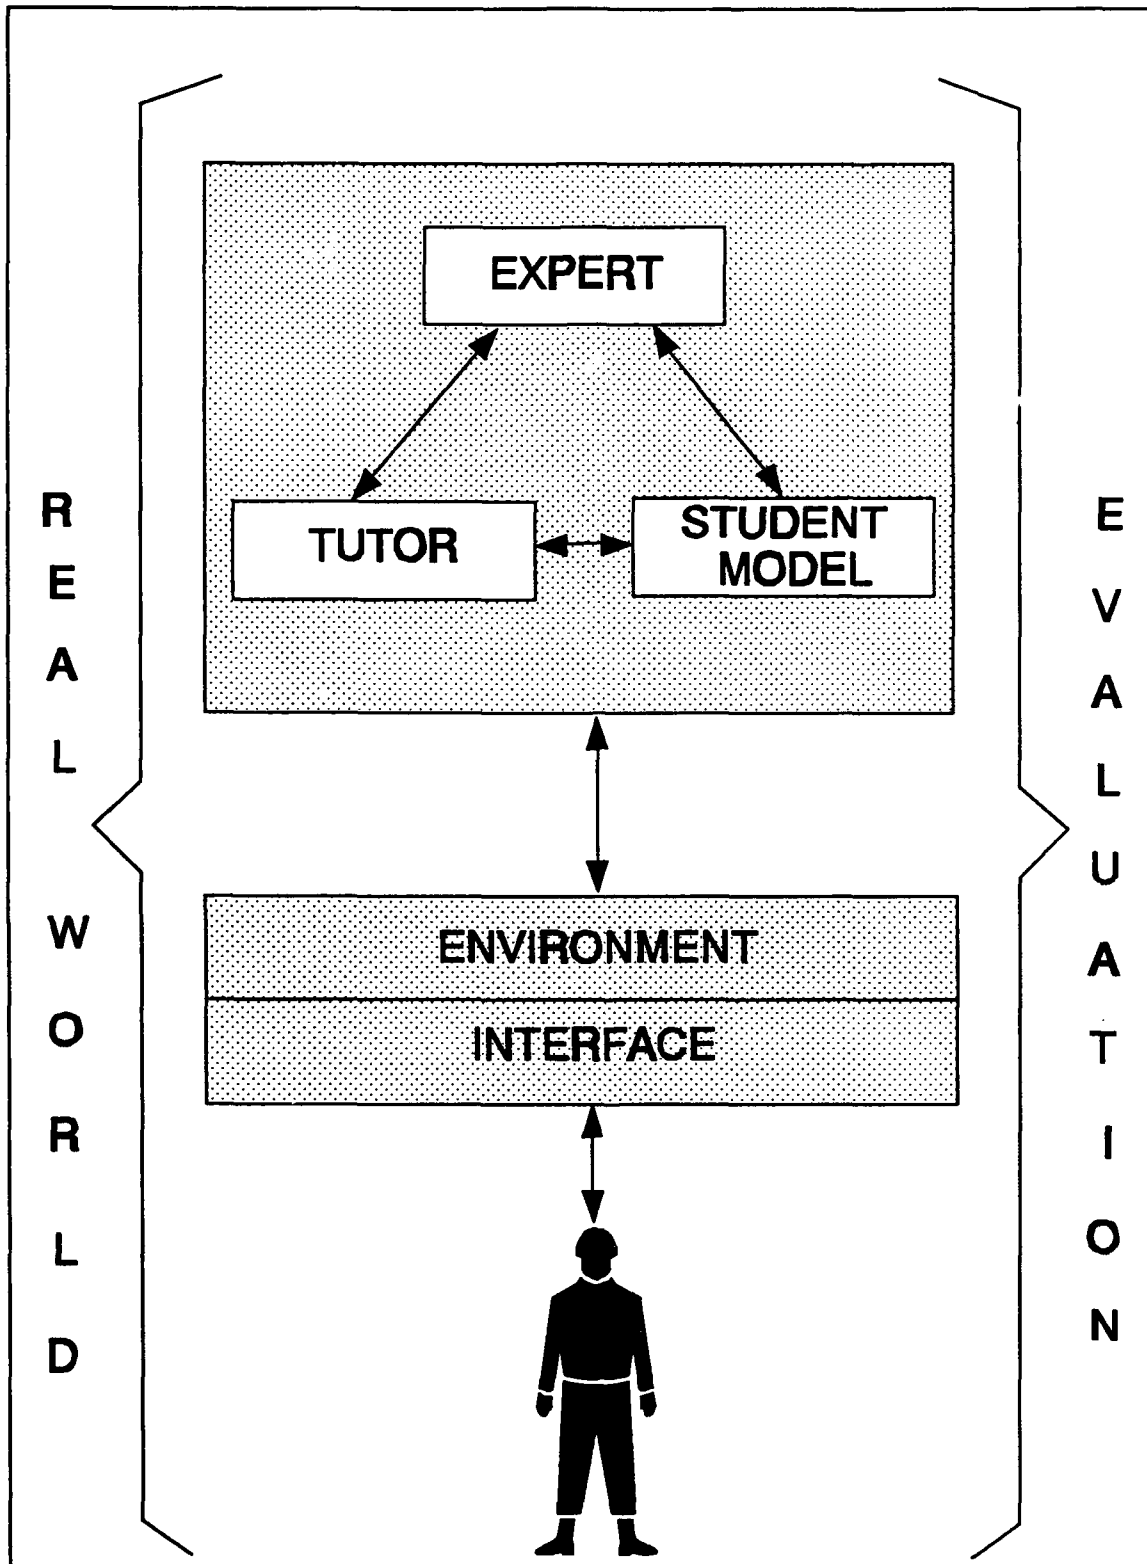 EXPERT
TUTOR
STUDENT
MODEL
REAL WORLD
EVALUATION
ENVIRONMENT
INTERFACE